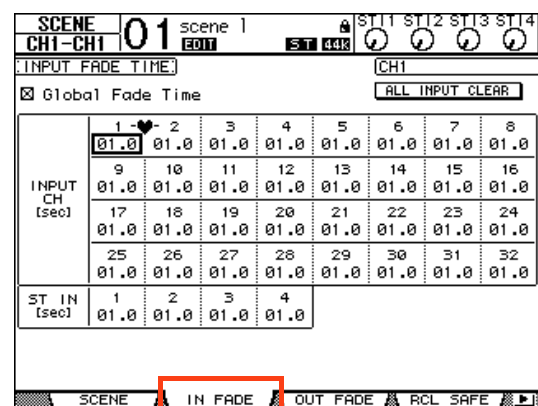 SCENE
CH1-CH1
01 scene 1
EDIT ST 44k
STI1 STI2 STI3 STI4
INPUT FADE TIME
CH1
Global Fade Time
ALL INPUT CLEAR
INPUT CH [sec]
1 -♥- 2 3 4 5 6 7 8
01.0 01.0 01.0 01.0 01.0 01.0 01.0 01.0
9 10 11 12 13 14 15 16
01.0 01.0 01.0 01.0 01.0 01.0 01.0 01.0
17 18 19 20 21 22 23 24
01.0 01.0 01.0 01.0 01.0 01.0 01.0 01.0
25 26 27 28 29 30 31 32
01.0 01.0 01.0 01.0 01.0 01.0 01.0 01.0
ST IN [sec]
1 2 3 4
01.0 01.0 01.0 01.0
SCENE IN FADE OUT FADE RCL SAFE